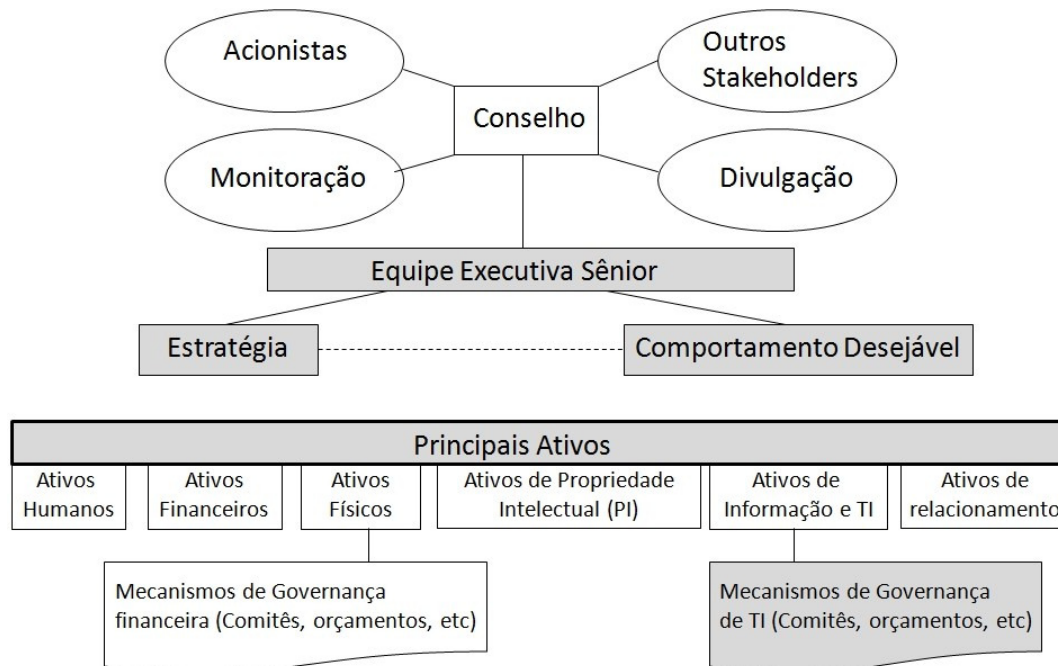 Acionistas
Outros
Stakeholders
Conselho
Monitoração
Divulgação
Equipe Executiva Sênior
Estratégia
Comportamento Desejável
Principais Ativos
Ativos
Humanos
Ativos
Financeiros
Ativos
Físicos
Ativos de Propriedade
Intelectual (PI)
Ativos de
Informação e TI
Ativos de
relacionamento
Mecanismos de Governança
financeira (Comitês, orçamentos, etc)
Mecanismos de Governança
de TI (Comitês, orçamentos, etc)